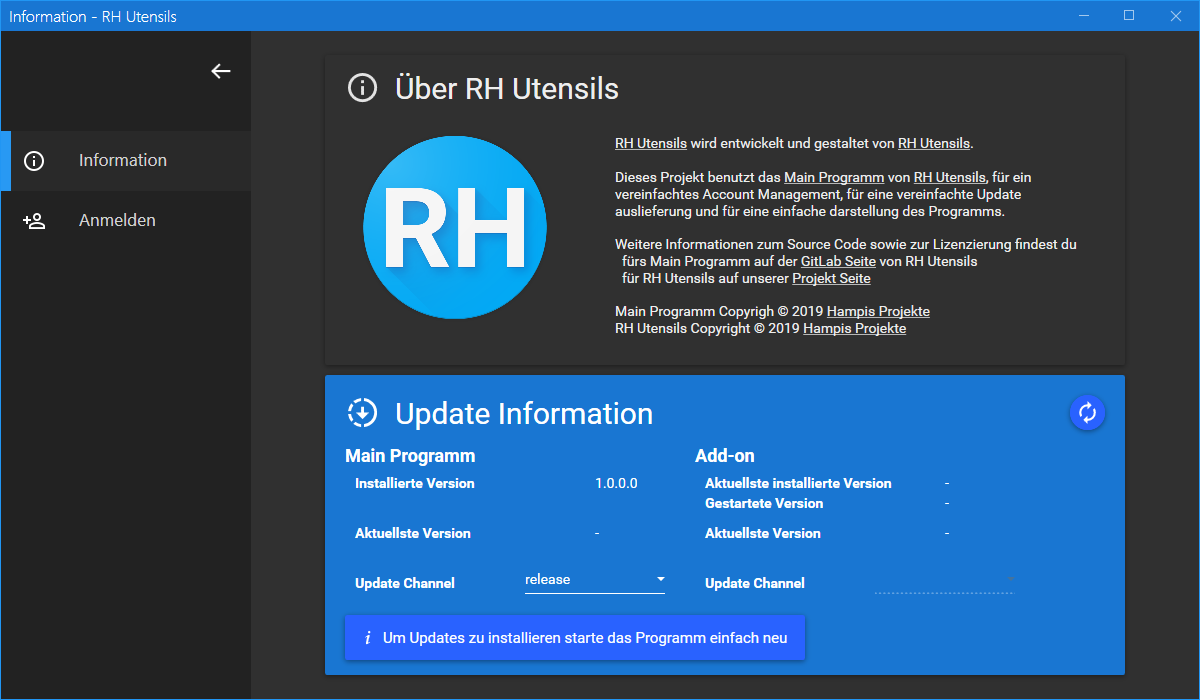 Information - RH Utensils
Information
Anmelden
Über RH Utensils
RH
RH Utensils wird entwickelt und gestaltet von RH Utensils.
Dieses Projekt benutzt das Main Programm von RH Utensils, für ein
vereinfachtes Account Management, für eine vereinfachte Update
auslieferung und für eine einfache darstellung des Programms.
Weitere Informationen zum Source Code sowie zur Lizenzierung findest du
fürs Main Programm auf der GitLab Seite von RH Utensils
für RH Utensils auf unserer Projekt Seite
Main Programm Copyrigh © 2019 Hampis Projekte
RH Utensils Copyright © 2019 Hampis Projekte
Update Information
Main Programm
Installierte Version 1.0.0.0
Aktuellste Version -
Update Channel release
Add-on
Aktuellste installierte Version -
Gestartete Version -
Aktuellste Version -
Update Channel
i Um Updates zu installieren starte das Programm einfach neu